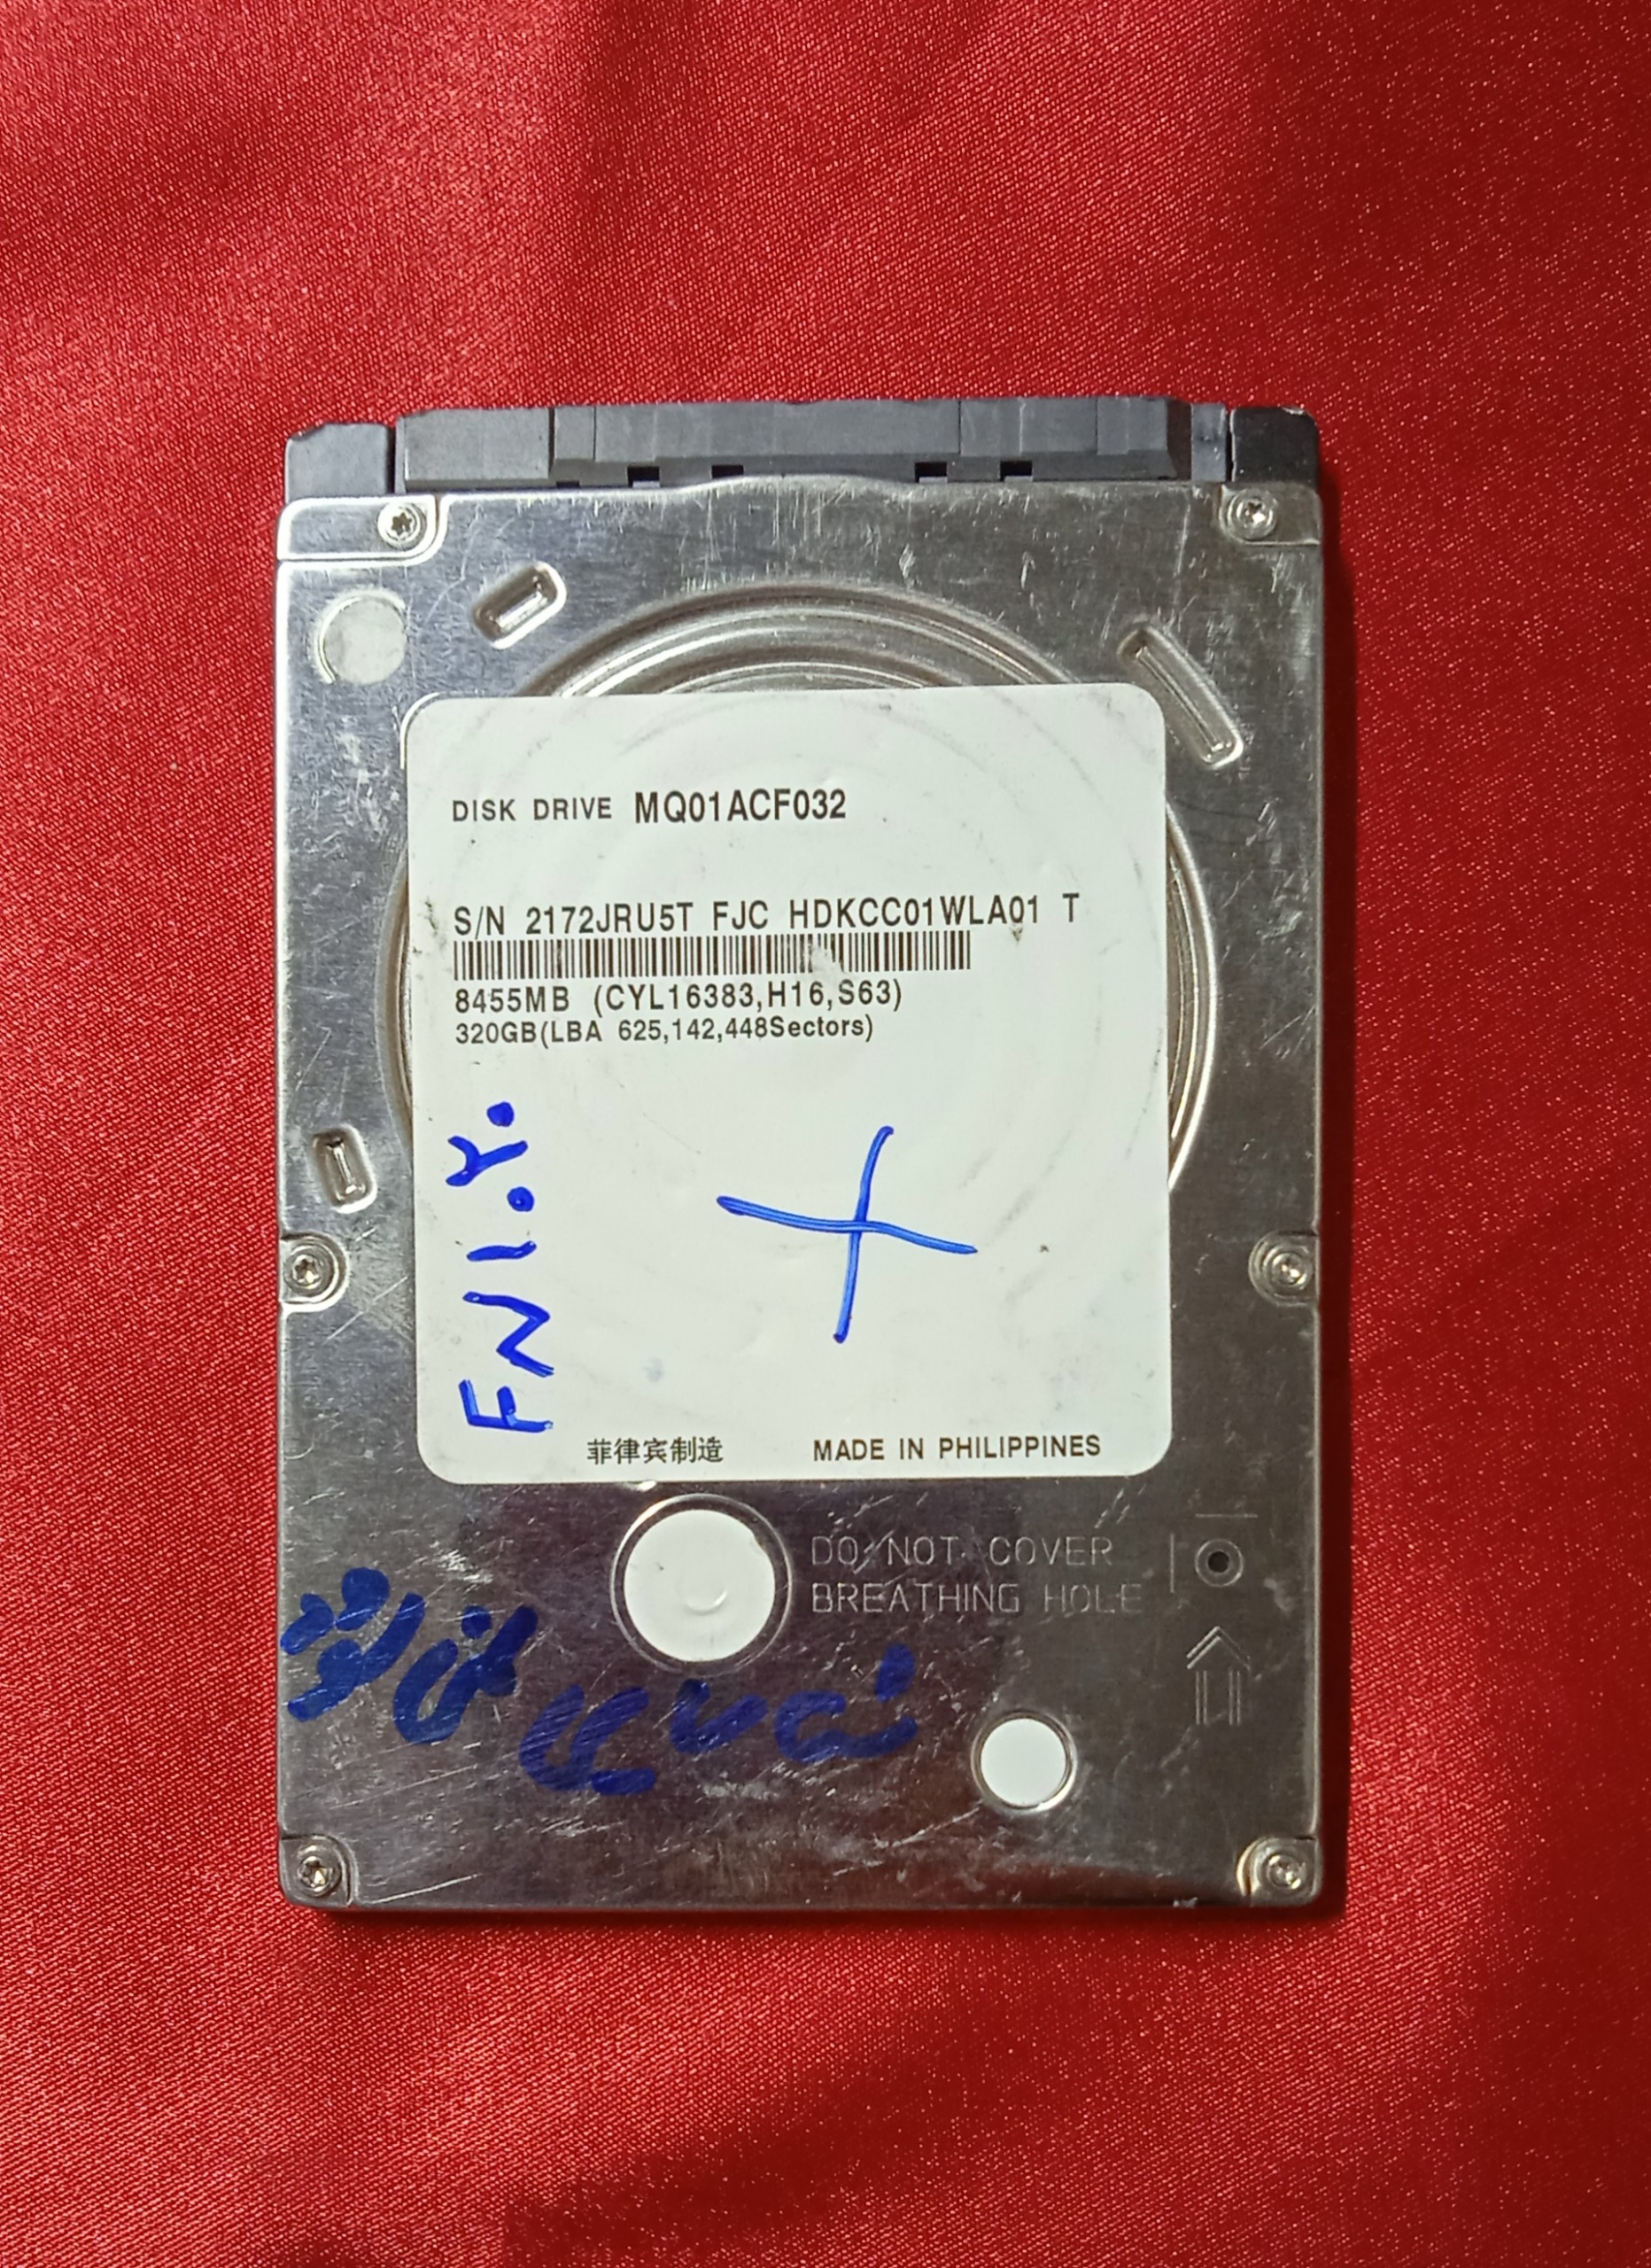 DISK DRIVE MQ01ACF032
S/N 2172JRU5T FJC HDKCC01WLA01 T
8455MB (CYL16383,H16,S63)
320GB(LBA 625,142,448Sectors)
菲律宾制造 MADE IN PHILIPPINES
DO NOT COVER
BREATHING HOLE